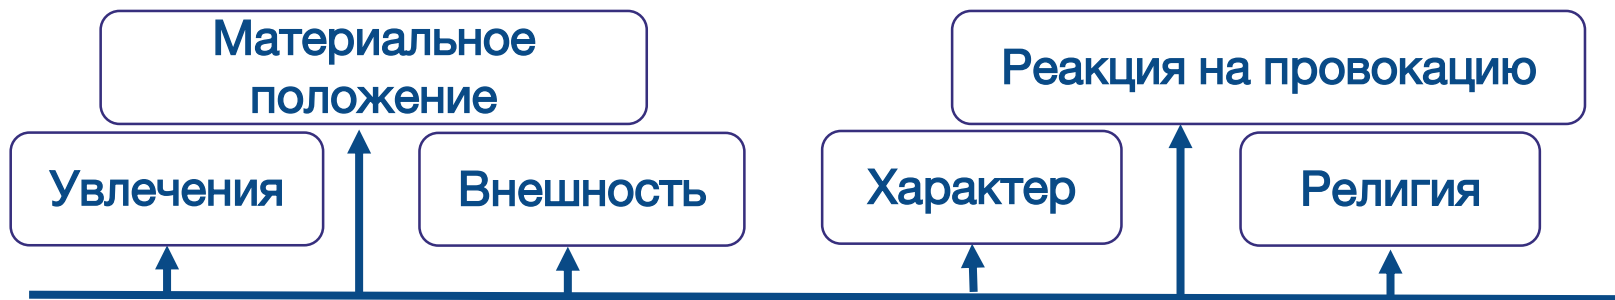 Материальное
положение
Реакция на провокацию
Увлечения
Внешность
Характер
Религия